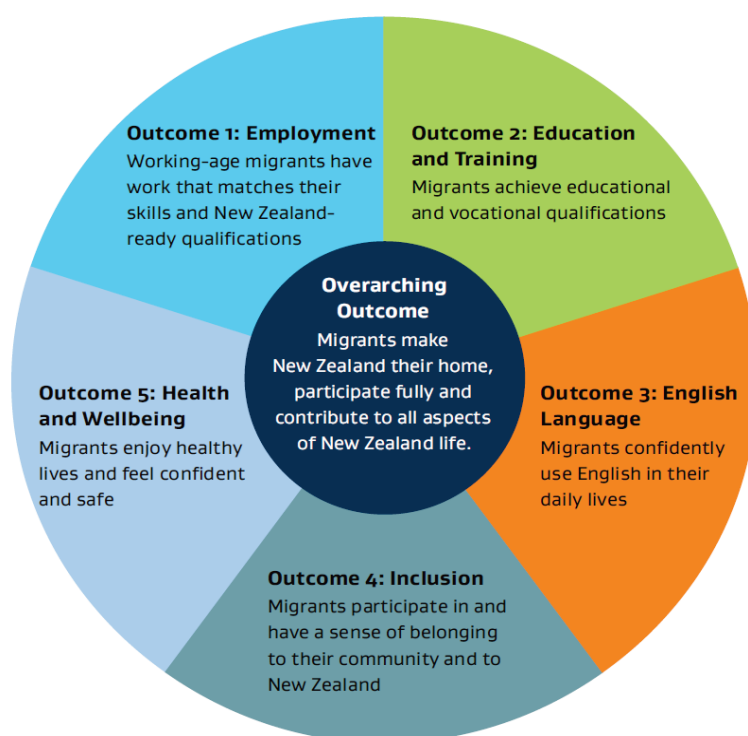 Outcome 1: Employment
Working-age migrants have
work that matches their
skills and New Zealand-
ready qualifications
Outcome 2: Education
and Training
Migrants achieve educational
and vocational qualifications
Overarching
Outcome
Migrants make
New Zealand their home,
participate fully and
contribute to all aspects
of New Zealand life.
Outcome 3: English
Language
Migrants confidently
use English in their
daily lives
Outcome 4: Inclusion
Migrants participate in and
have a sense of belonging
to their community and to
New Zealand
Outcome 5: Health
and Wellbeing
Migrants enjoy healthy
lives and feel confident
and safe